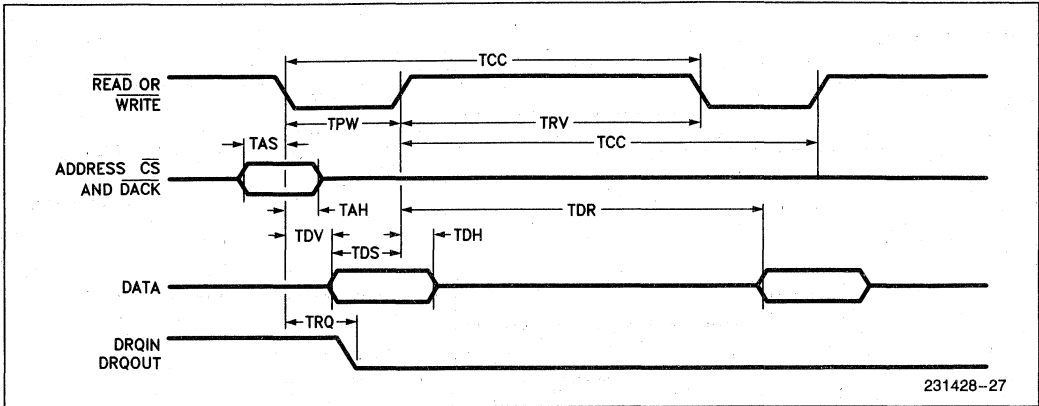 TCC
READ OR
WRITE
TPW
TRV
TAS
TCC
ADDRESS CS
AND DACK
TAH
TDR
TDV
TDH
TDS
DATA
TRQ
DRQIN
DRQOUT
231428–27